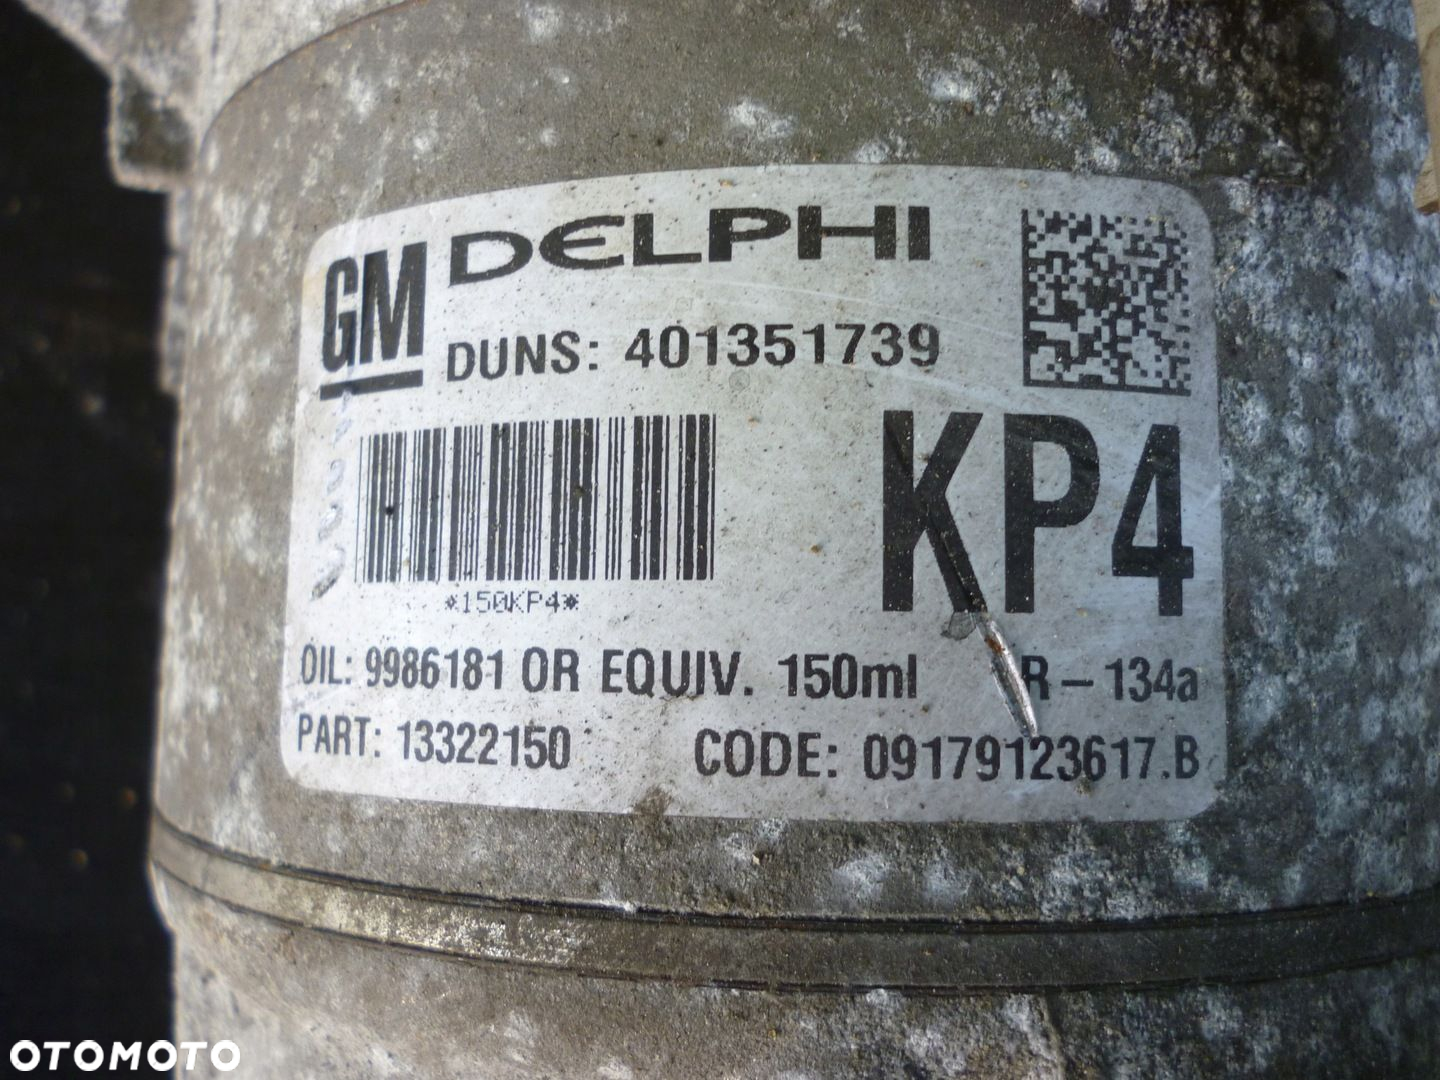 GM DELPHI
DUNS: 401351739
KP4
*150KP4*
OIL: 9986181 OR EQUIV. 150ml R-134a
PART: 13322150 CODE: 09179123617.B
OTOMOTO